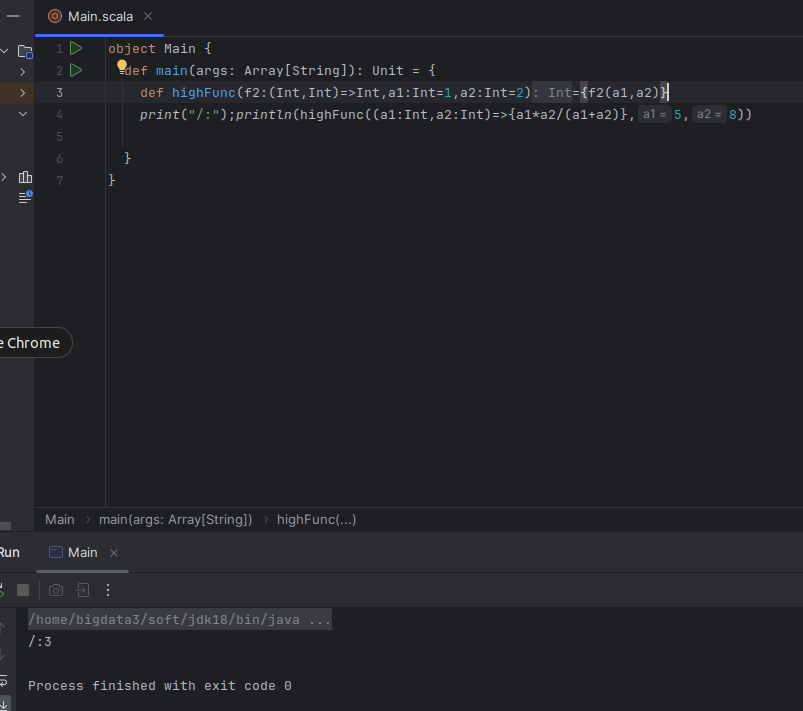 Main.scala
1 object Main {
2 def main(args: Array[String]): Unit = {
3 def highFunc(f2:(Int,Int)=>Int,a1:Int=1,a2:Int=2): Int={f2(a1,a2)}
4 print("/:");println(highFunc((a1:Int,a2:Int)=>{a1*a2/(a1+a2)}, a1 = 5, a2 = 8))
5
6 }
7 }
e Chrome
Main › main(args: Array[String]) › highFunc(...)
Run Main
/home/bigdata3/soft/jdk18/bin/java ...
/:3
Process finished with exit code 0